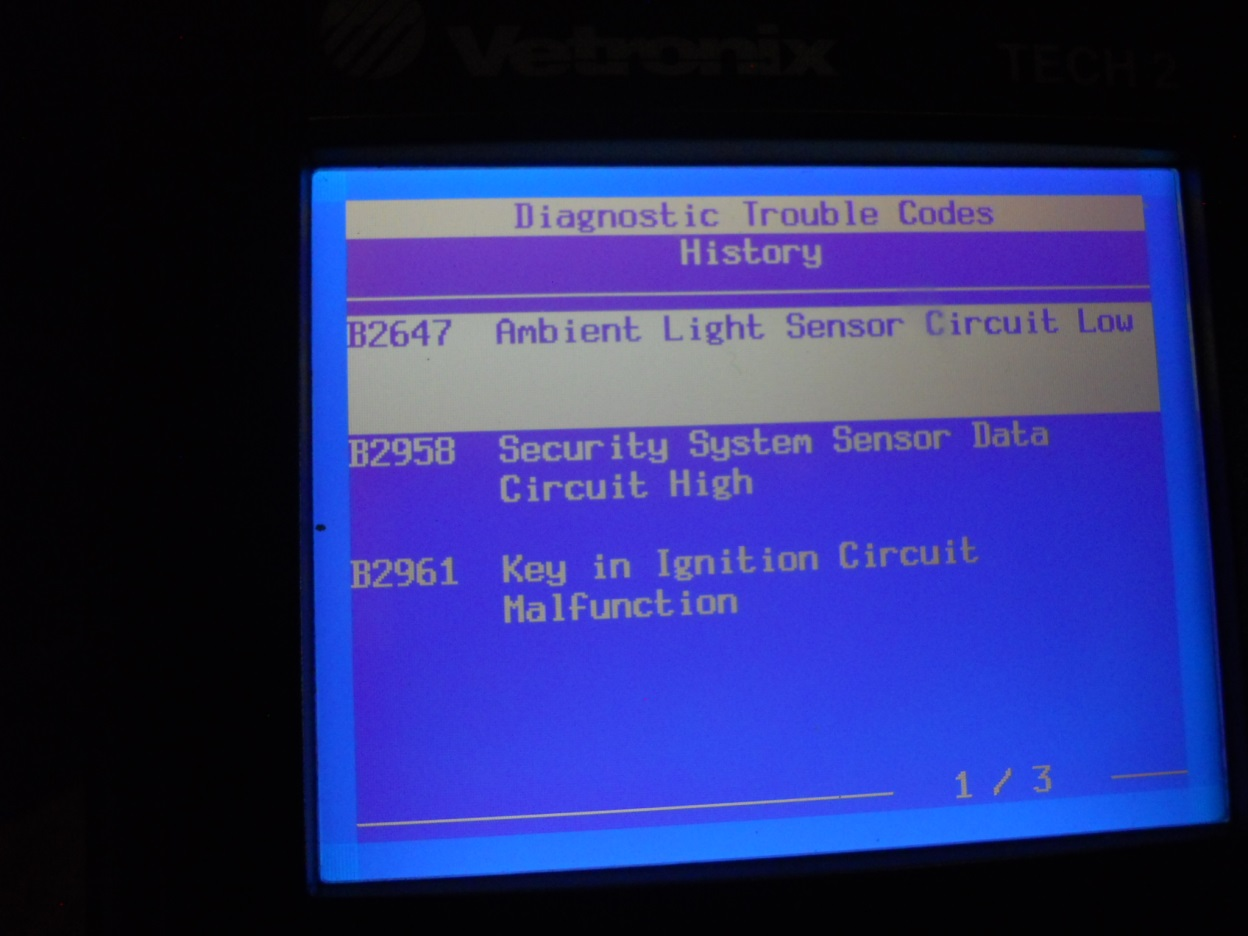 Vetronix TECH 2
Diagnostic Trouble Codes
History
B2647 Ambient Light Sensor Circuit Low
B2958 Security System Sensor Data
Circuit High
B2961 Key in Ignition Circuit
Malfunction
1 / 3